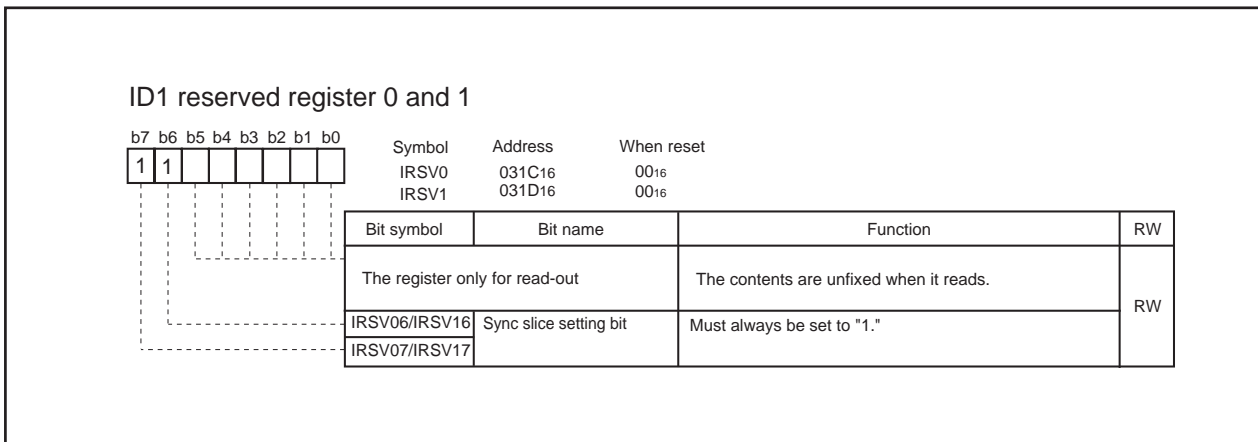 ID1 reserved register 0 and 1
b7 b6 b5 b4 b3 b2 b1 b0
1 1
Symbol Address When reset
IRSV0 031C16 0016
IRSV1 031D16 0016
Bit symbol Bit name Function RW
The register only for read-out The contents are unfixed when it reads.
RW
IRSV06/IRSV16 Sync slice setting bit Must always be set to "1."
IRSV07/IRSV17